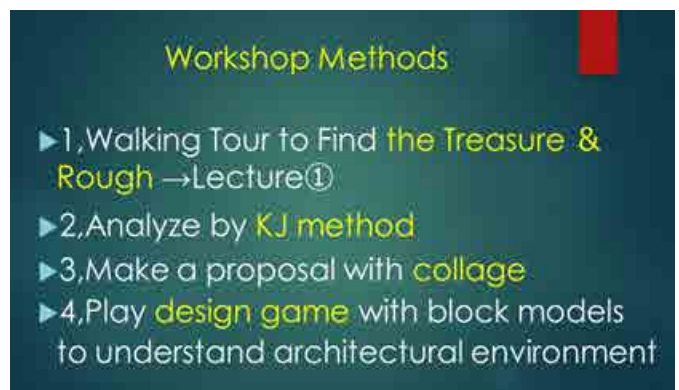 Workshop Methods
▶1,Walking Tour to Find the Treasure &
Rough →Lecture①
▶2,Analyze by KJ method
▶3,Make a proposal with collage
▶4,Play design game with block models
to understand architectural environment